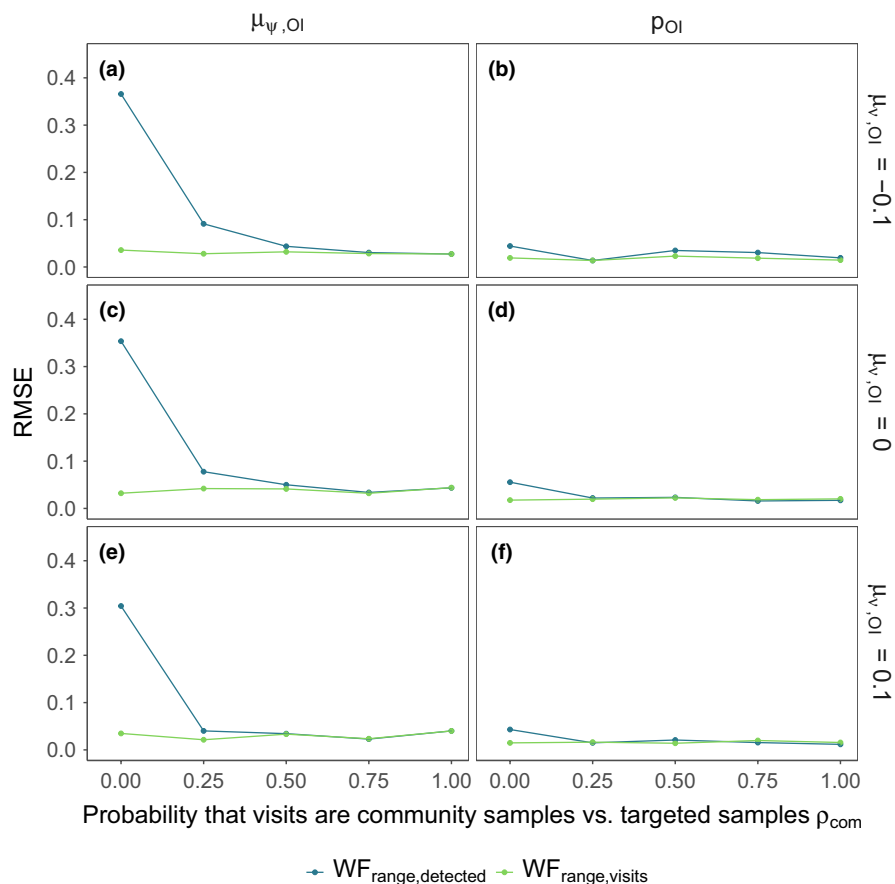 μψ,OI pOI
(a) (b)
0.4
0.3
0.2
0.1
0.0
μν,OI = −0.1
(c) (d)
0.4
0.3
0.2
0.1
0.0
μν,OI = 0
RMSE
(e) (f)
0.4
0.3
0.2
0.1
0.0
μν,OI = 0.1
0.00 0.25 0.50 0.75 1.00 0.00 0.25 0.50 0.75 1.00
Probability that visits are community samples vs. targeted samples ρcom
WFrange,detected WFrange,visits